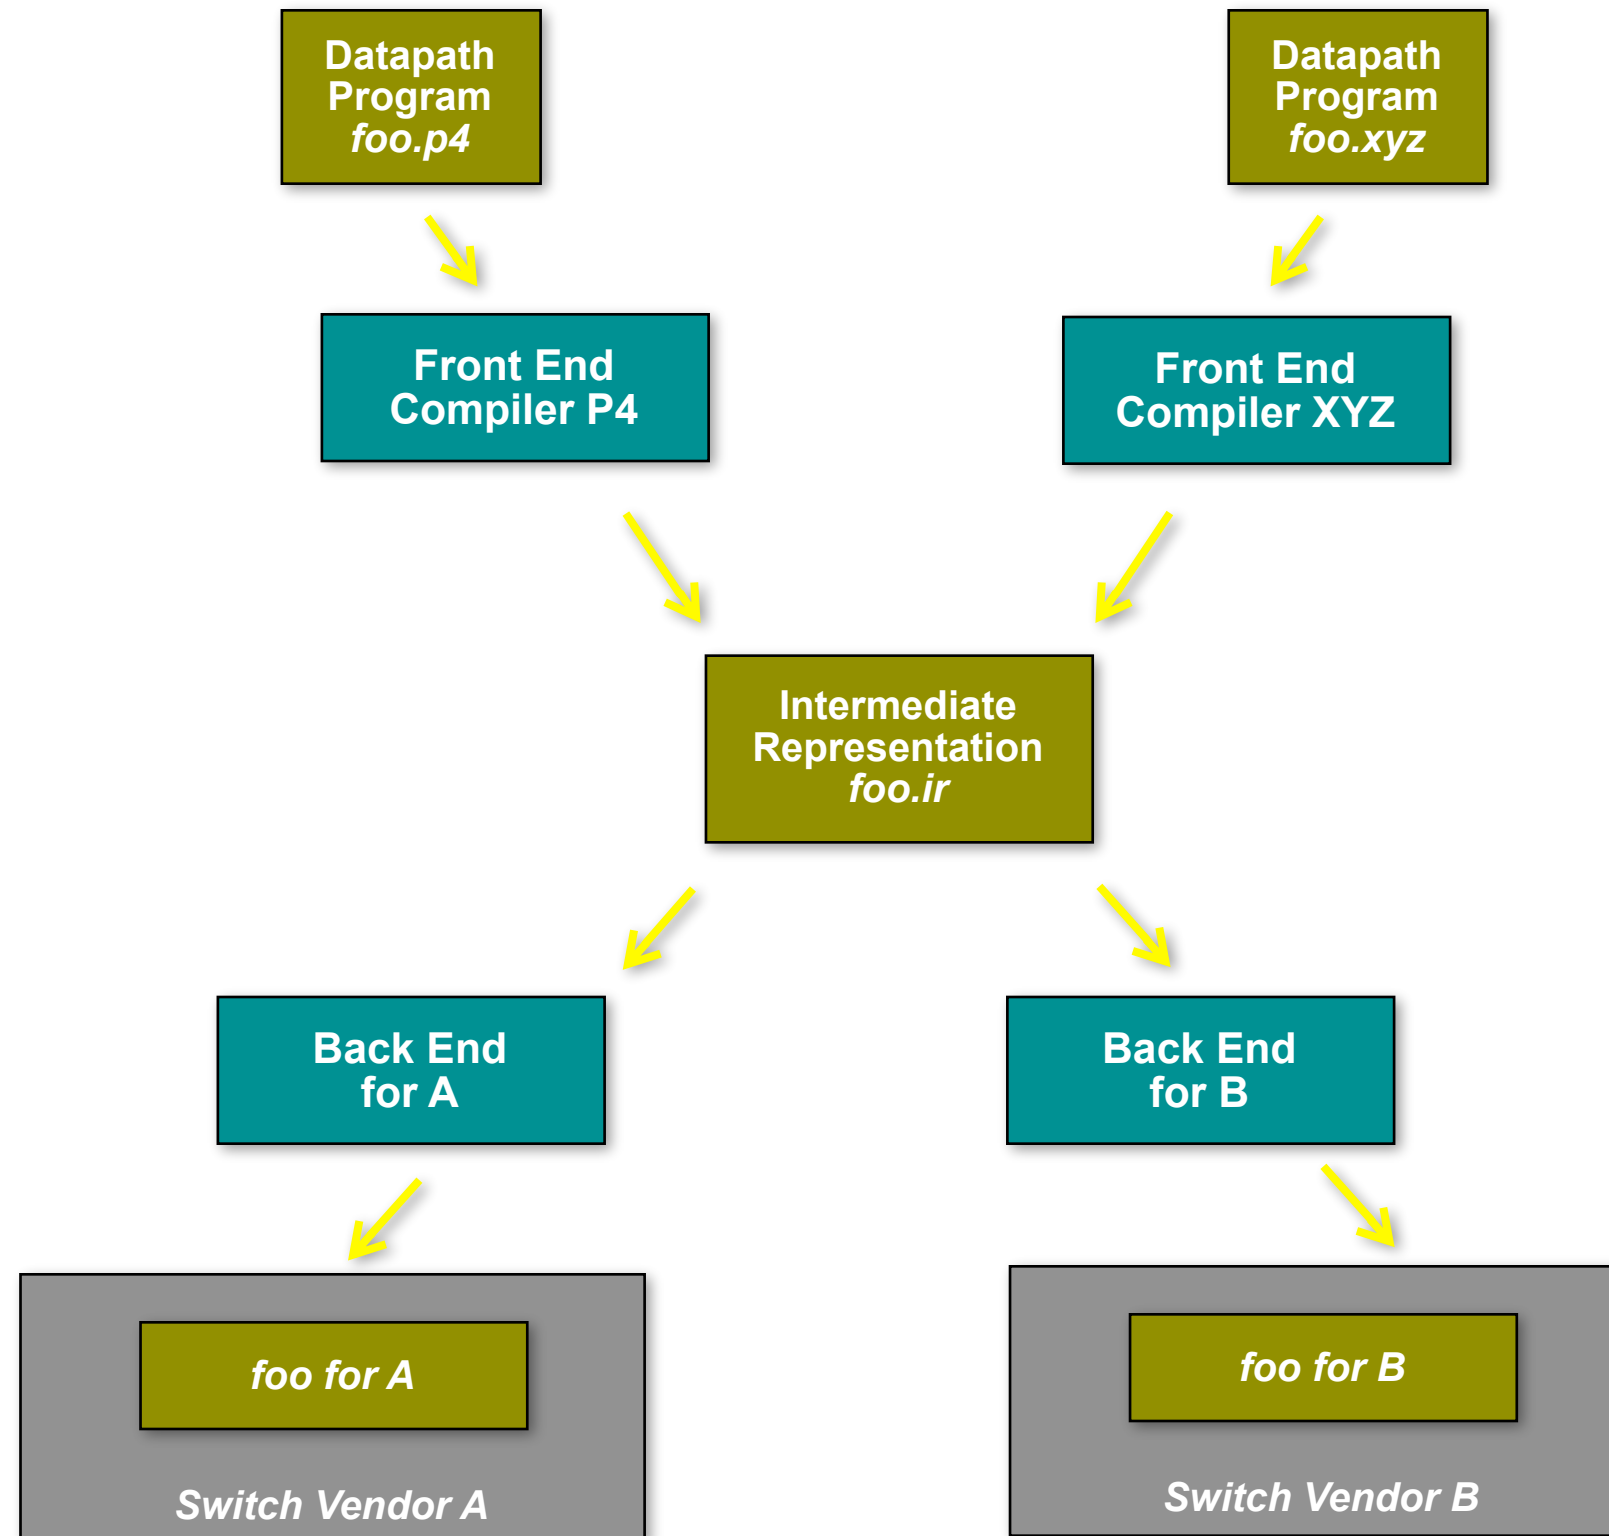 Datapath
Program
foo.p4
Datapath
Program
foo.xyz
Front End
Compiler P4
Front End
Compiler XYZ
Intermediate
Representation
foo.ir
Back End
for A
Back End
for B
foo for A
Switch Vendor A
foo for B
Switch Vendor B